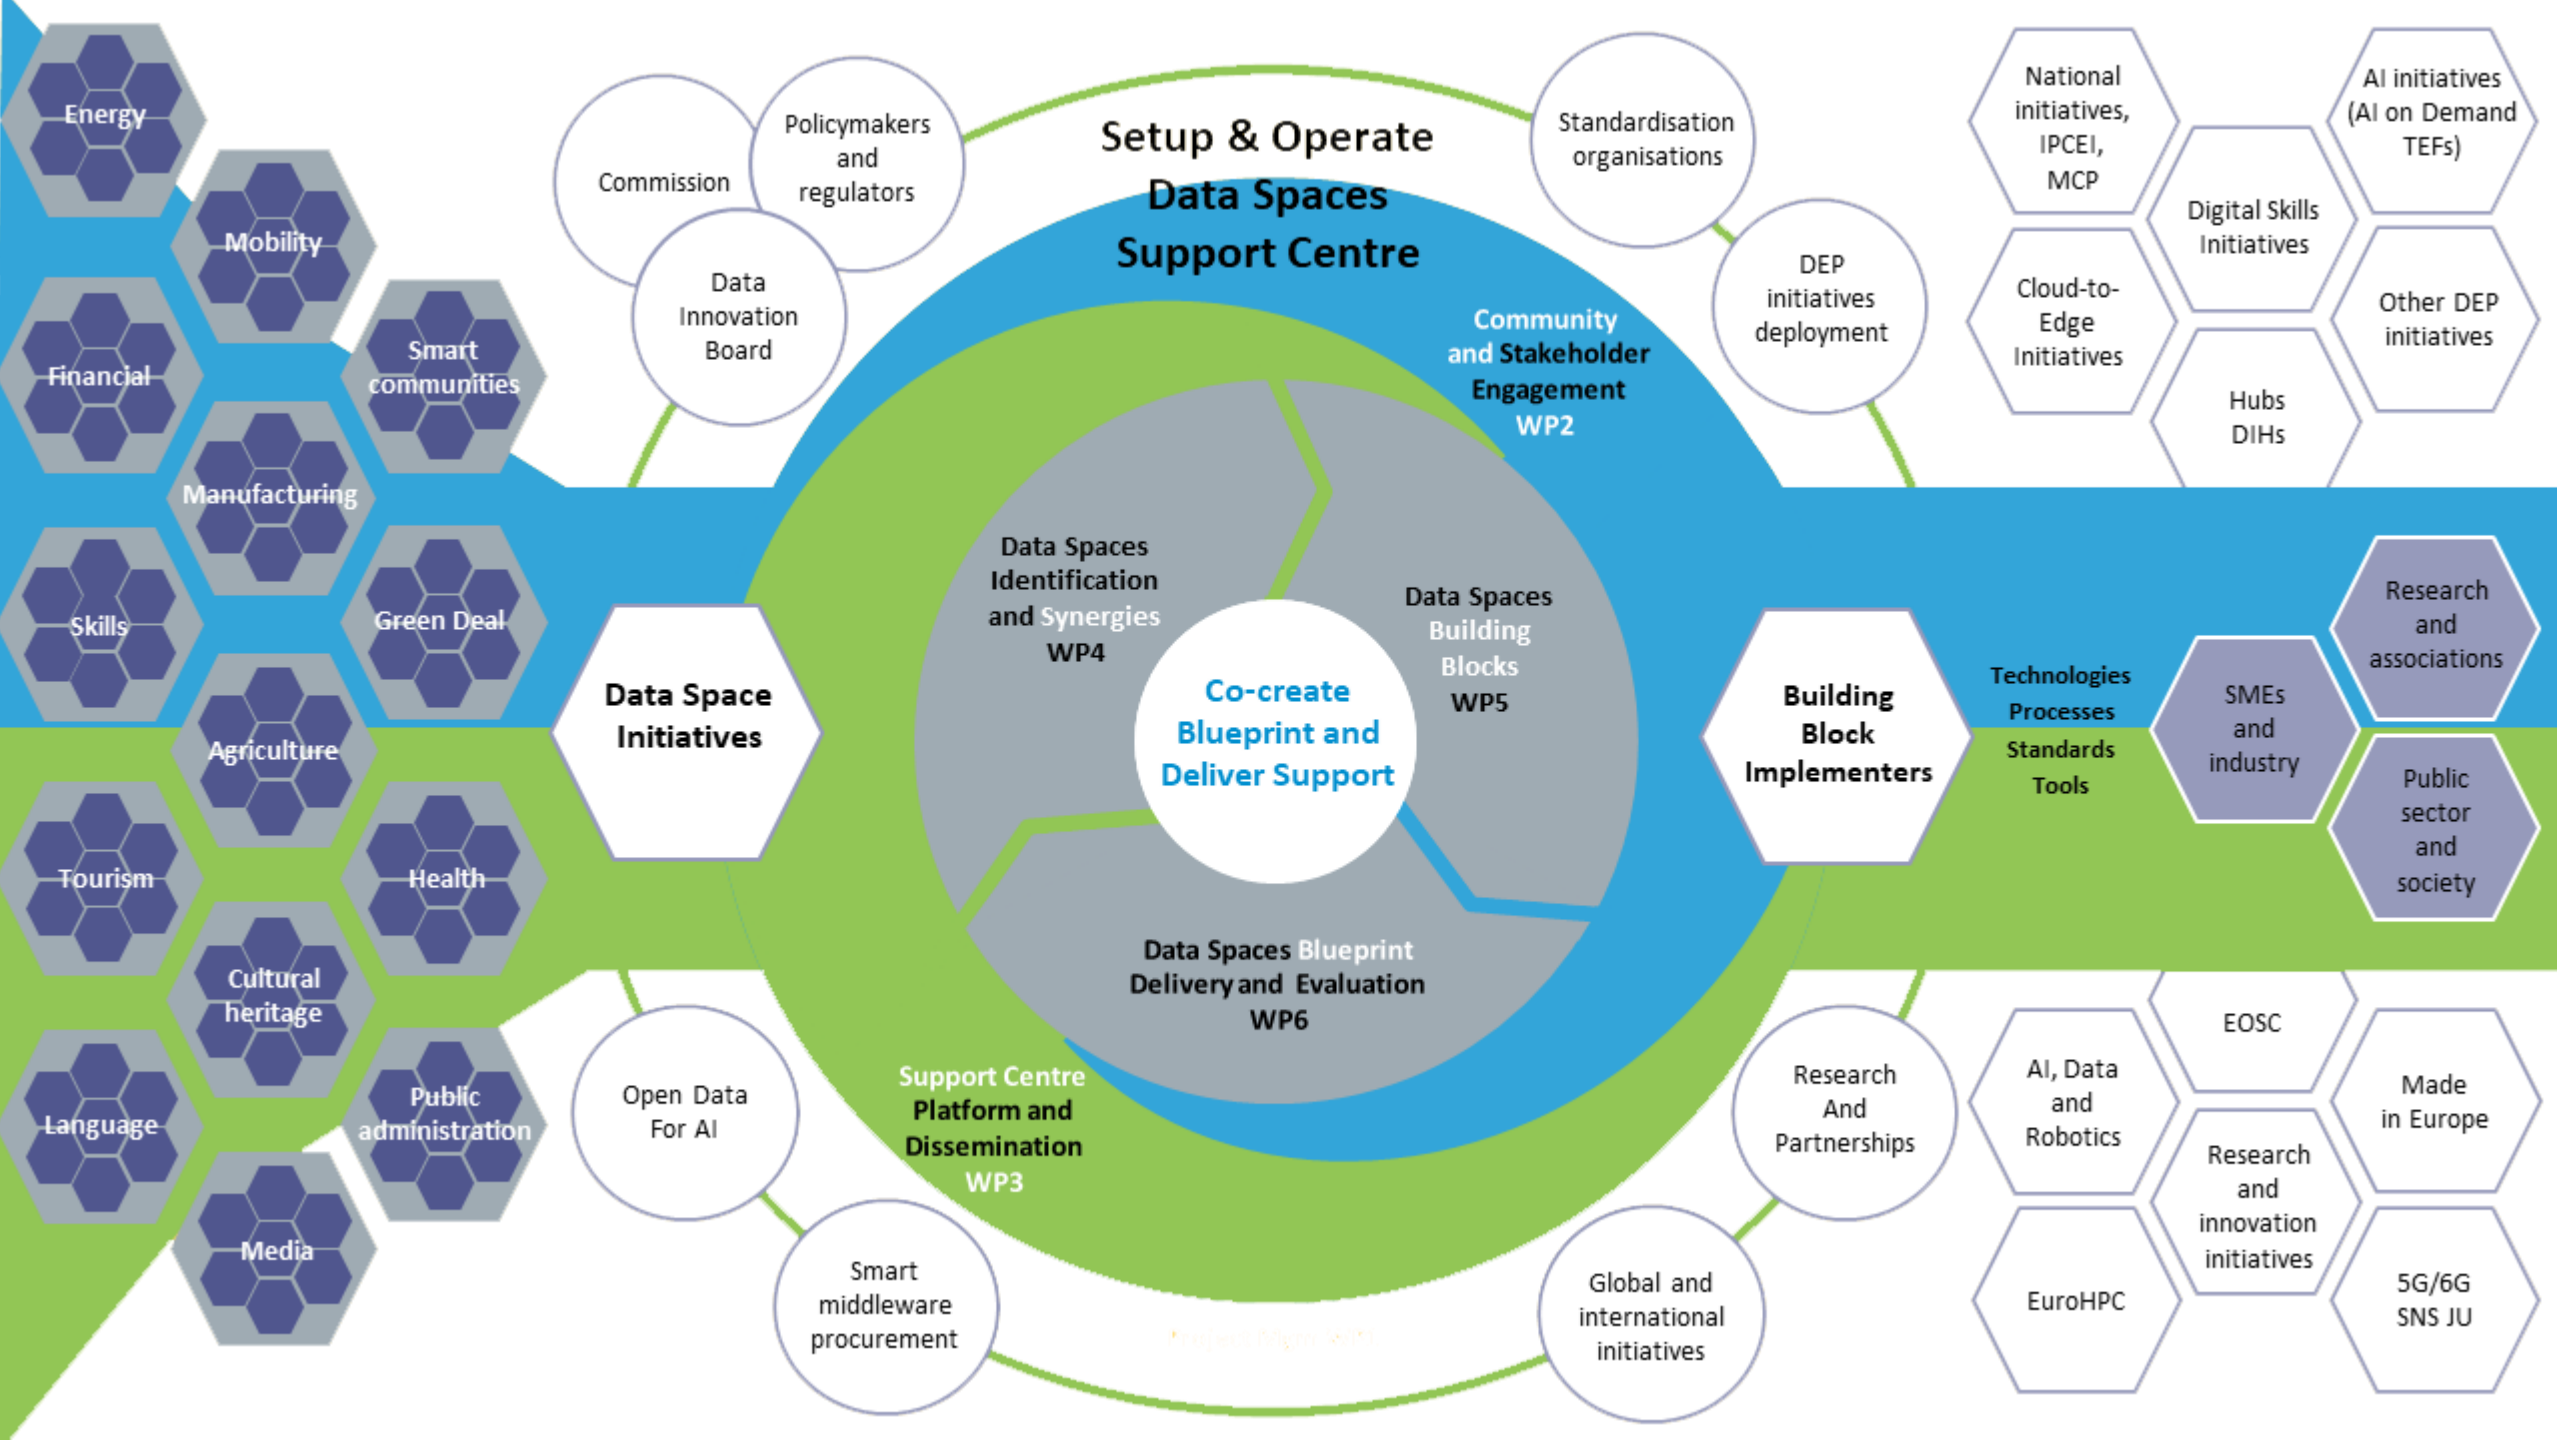 Energy
Mobility
Financial
Smart
communities
Manufacturing
Skills
Green Deal
Agriculture
Tourism
Health
Cultural
heritage
Language
Public
administration
Media
Commission
Policymakers
and
regulators
Data
Innovation
Board
Setup & Operate
Data Spaces
Support Centre
Standardisation
organisations
DEP
initiatives
deployment
Community
and Stakeholder
Engagement
WP2
Data Spaces
Identification
and Synergies
WP4
Data Spaces
Building
Blocks
WP5
Co-create
Blueprint and
Deliver Support
Data Spaces Blueprint
Delivery and Evaluation
WP6
Support Centre
Platform and
Dissemination
WP3
Data Space
Initiatives
Building
Block
Implementers
Technologies
Processes
Standards
Tools
Open Data
For AI
Smart
middleware
procurement
Global and
international
initiatives
Research
And
Partnerships
National
initiatives,
IPCEI,
MCP
AI initiatives
(AI on Demand
TEFs)
Digital Skills
Initiatives
Cloud-to-
Edge
Initiatives
Other DEP
initiatives
Hubs
DIHs
Research
and
associations
SMEs
and
industry
Public
sector
and
society
EOSC
AI, Data
and
Robotics
Made
in Europe
Research
and
innovation
initiatives
EuroHPC
5G/6G
SNS JU